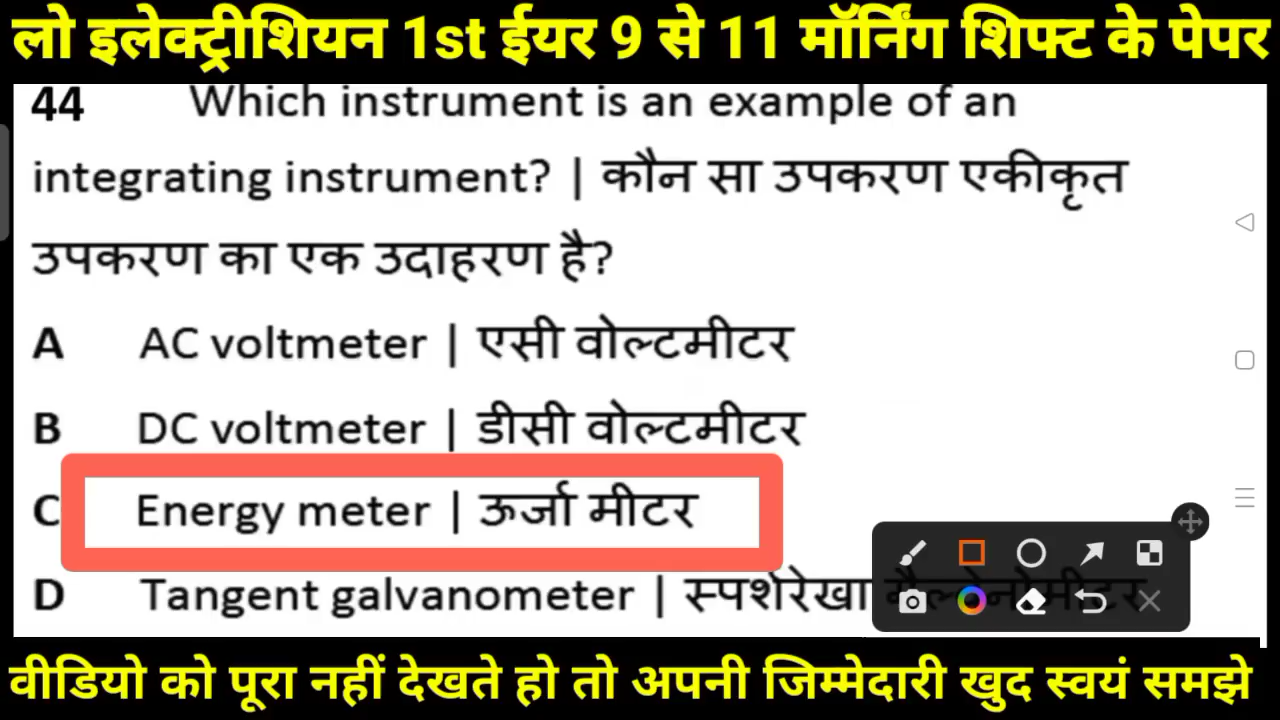 लो इलेक्ट्रीशियन 1st ईयर 9 से 11 मॉर्निंग शिफ्ट के पेपर
44 Which instrument is an example of an
integrating instrument? | कौन सा उपकरण एकीकृत
उपकरण का एक उदाहरण है?
A AC voltmeter | एसी वोल्टमीटर
B DC voltmeter | डीसी वोल्टमीटर
C Energy meter | ऊर्जा मीटर
D Tangent galvanometer | स्पर्शरेखा
वीडियो को पूरा नहीं देखते हो तो अपनी जिम्मेदारी खुद स्वयं समझे